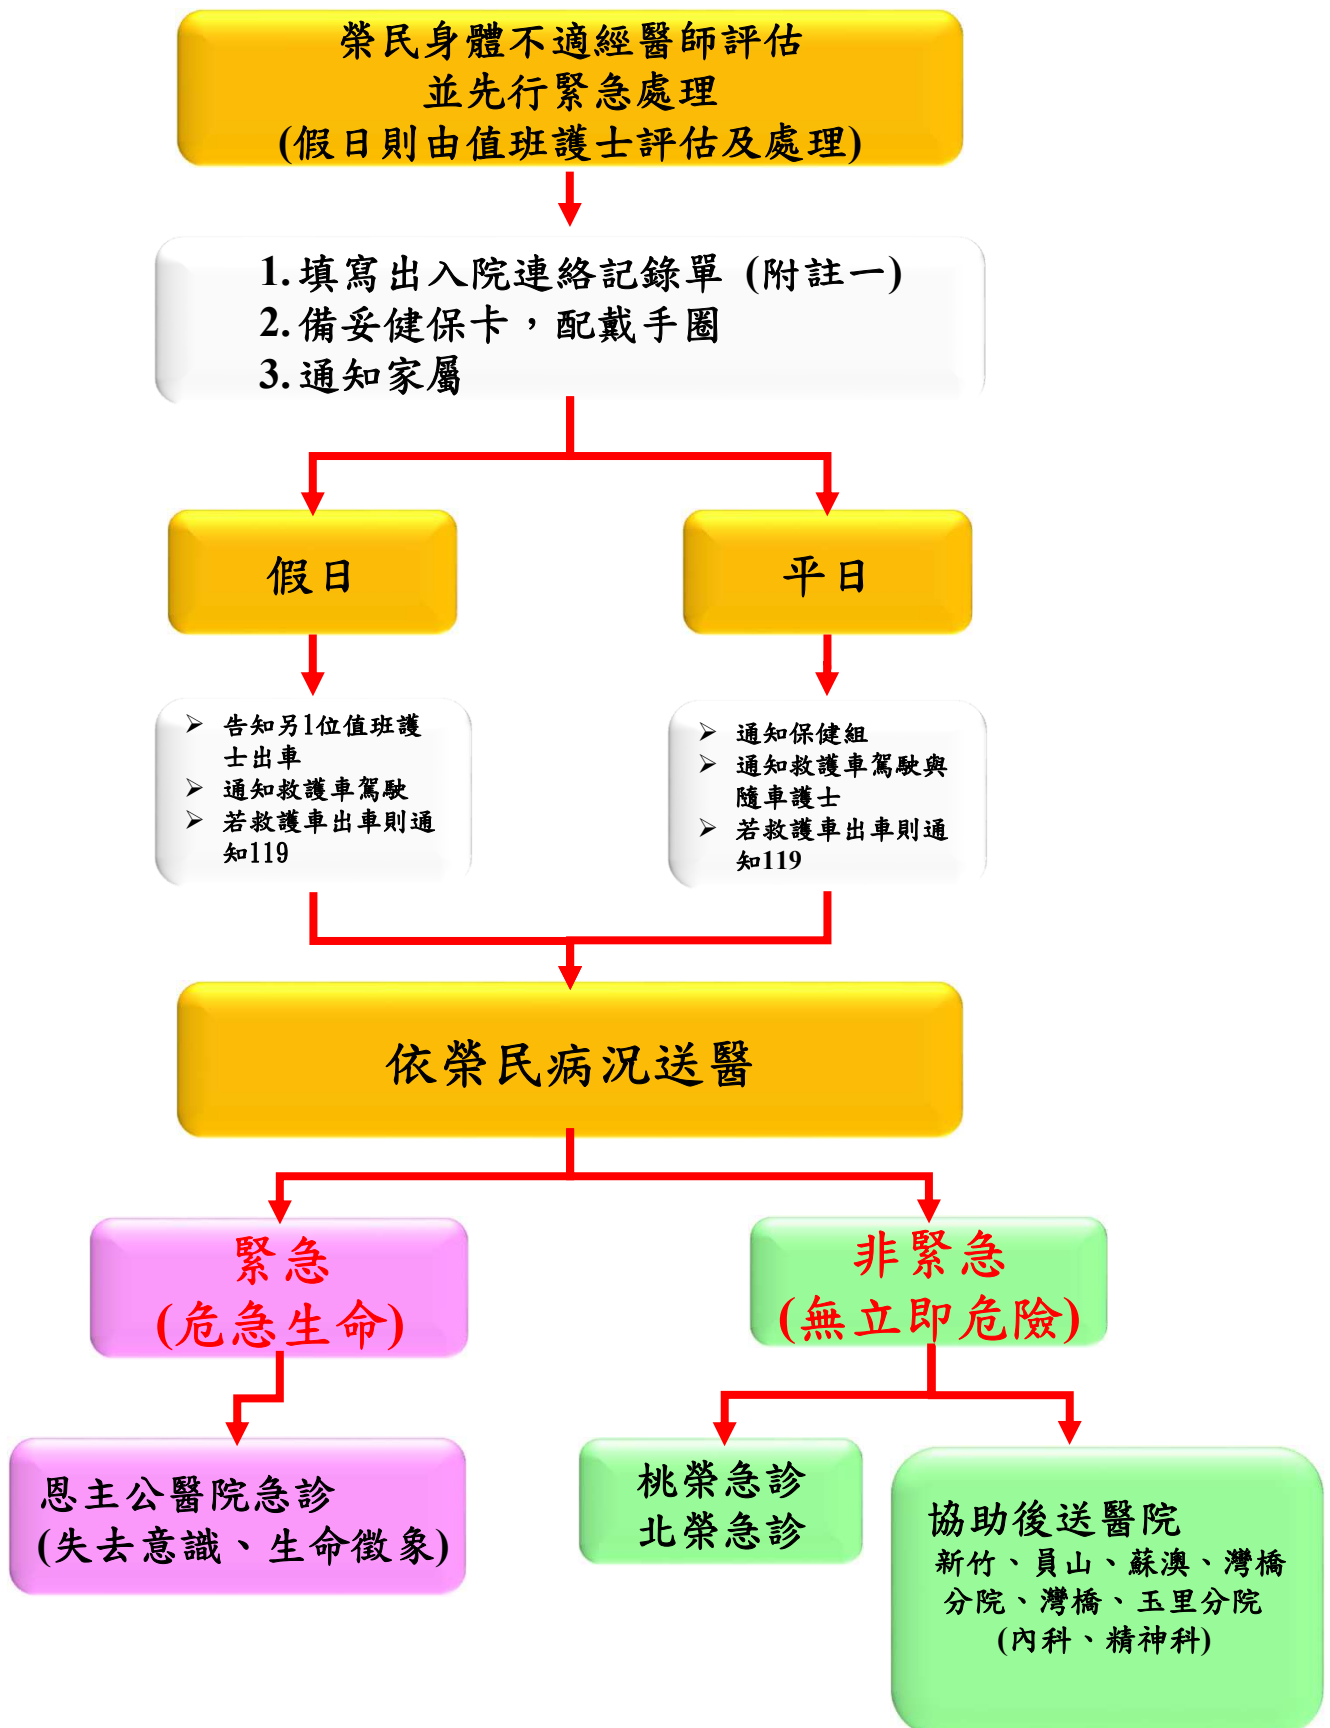 榮民身體不適經醫師評估
並先行緊急處理
(假日則由值班護士評估及處理)
1.填寫出入院連絡記錄單 (附註一)
2.備妥健保卡，配戴手圈
3.通知家屬
假日
平日
➢ 告知另1位值班護
士出車
➢ 通知救護車駕駛
➢ 若救護車出車則通
知119
➢ 通知保健組
➢ 通知救護車駕駛與
隨車護士
➢ 若救護車出車則通
知119
依榮民病況送醫
緊急
(危急生命)
非緊急
(無立即危險)
恩主公醫院急診
(失去意識、生命徵象)
桃榮急診
北榮急診
協助後送醫院
新竹、員山、蘇澳、灣橋
分院、灣橋、玉里分院
(內科、精神科)